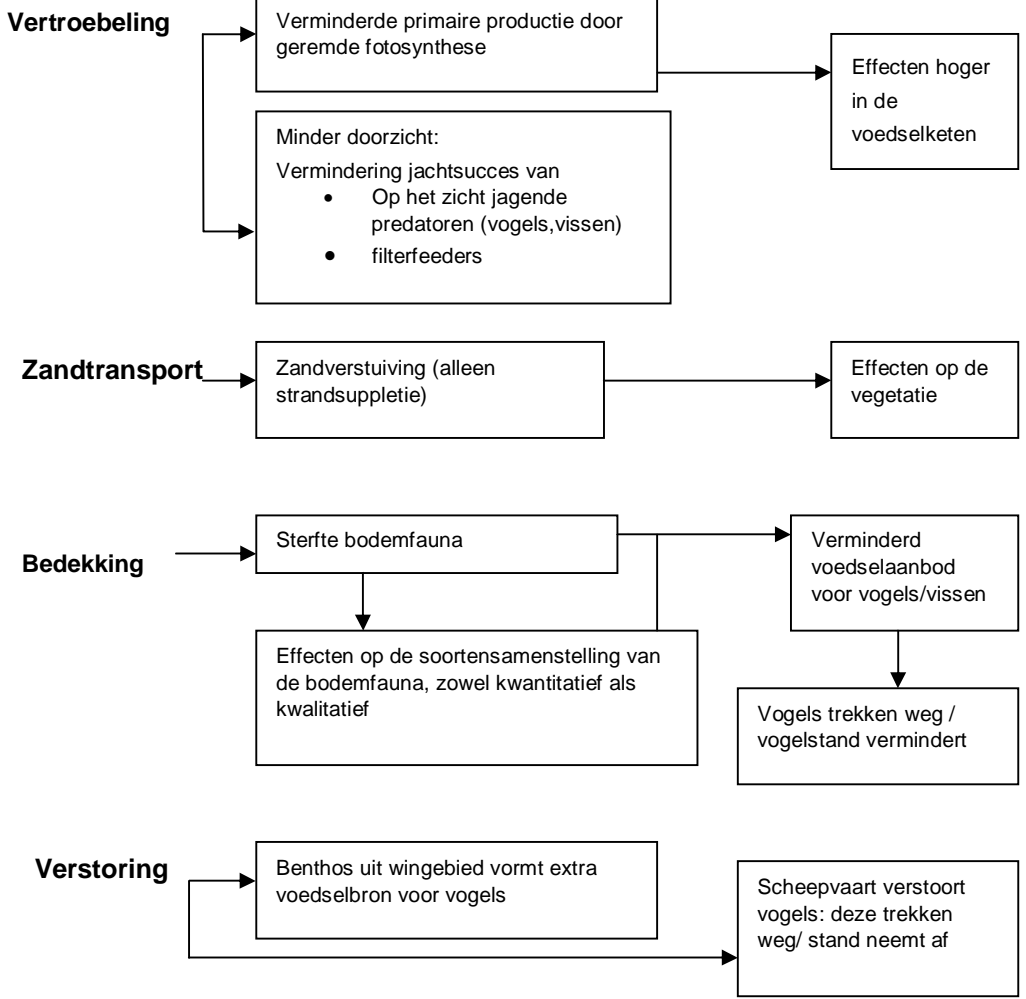 Vertroebeling
Verminderde primaire productie door
geremde fotosynthese
Effecten hoger
in de
voedselketen
Minder doorzicht:
Vermindering jachtsucces van
• Op het zicht jagende
predatoren (vogels,vissen)
• filterfeeders
Zandtransport
Zandverstuiving (alleen
strandsuppletie)
Effecten op de
vegetatie
Bedekking
Sterfte bodemfauna
Verminderd
voedselaanbod
voor vogels/vissen
Effecten op de soortensamenstelling van
de bodemfauna, zowel kwantitatief als
kwalitatief
Vogels trekken weg /
vogelstand vermindert
Verstoring
Benthos uit wingebied vormt extra
voedselbron voor vogels
Scheepvaart verstoort
vogels: deze trekken
weg/ stand neemt af